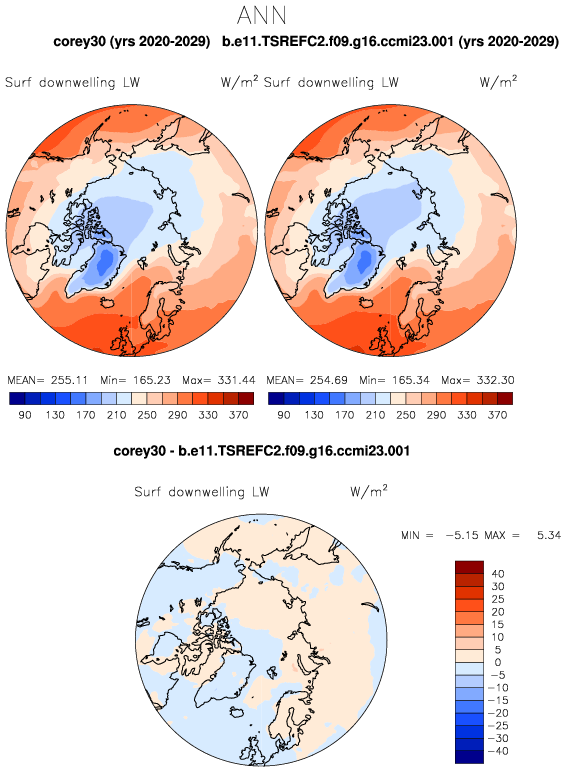 ANN
corey30 (yrs 2020-2029) b.e11.TSREFC2.f09.g16.ccmi23.001 (yrs 2020-2029)
Surf downwelling LW W/m² Surf downwelling LW W/m²
MEAN= 255.11 Min= 165.23 Max= 331.44 MEAN= 254.69 Min= 165.34 Max= 332.30
90 130 170 210 250 290 330 370 90 130 170 210 250 290 330 370
corey30 - b.e11.TSREFC2.f09.g16.ccmi23.001
Surf downwelling LW W/m²
MIN = -5.15 MAX = 5.34
40
30
25
20
15
10
5
0
-5
-10
-15
-20
-25
-30
-40